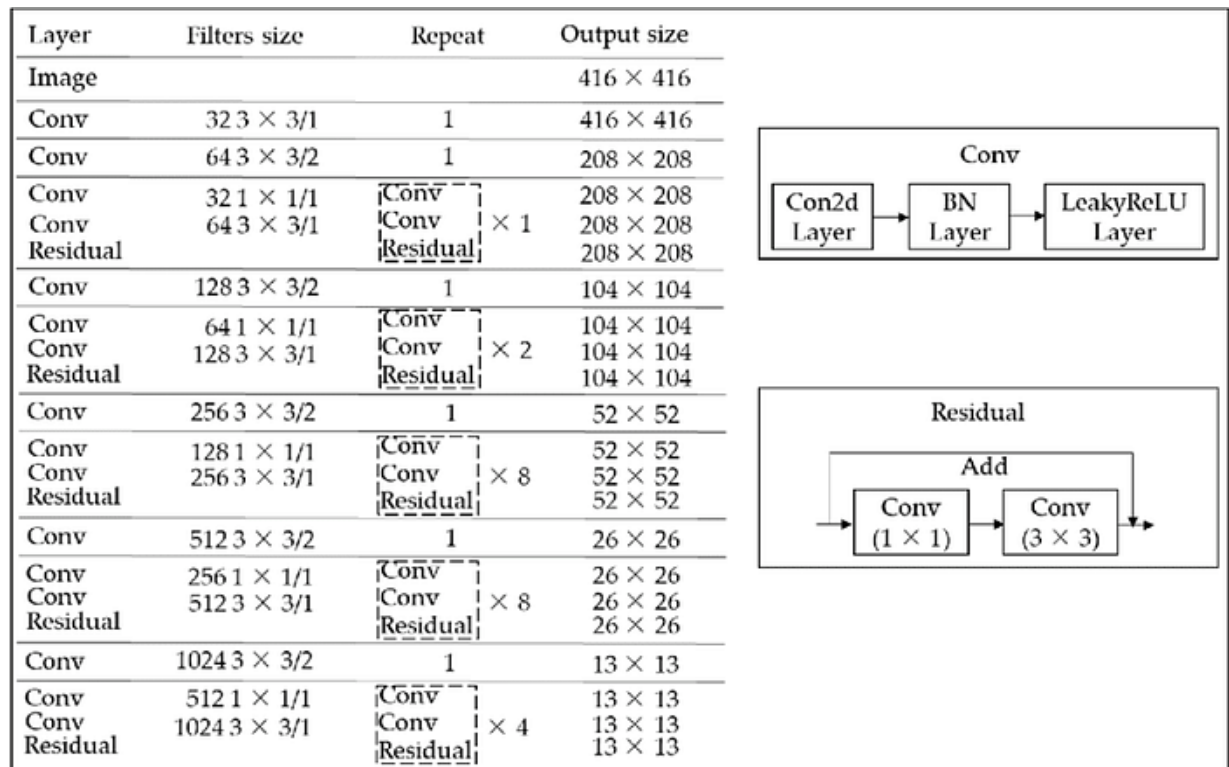 Layer Filters size Repeat Output size
Image 416 × 416
Conv 32 3 × 3/1 1 416 × 416
Conv 64 3 × 3/2 1 208 × 208
Conv 32 1 × 1/1 Conv 208 × 208
Conv 64 3 × 3/1 Conv × 1 208 × 208
Residual Residual 208 × 208
Conv 128 3 × 3/2 1 104 × 104
Conv 64 1 × 1/1 Conv 104 × 104
Conv 128 3 × 3/1 Conv × 2 104 × 104
Residual Residual 104 × 104
Conv 256 3 × 3/2 1 52 × 52
Conv 128 1 × 1/1 Conv 52 × 52
Conv 256 3 × 3/1 Conv × 8 52 × 52
Residual Residual 52 × 52
Conv 512 3 × 3/2 1 26 × 26
Conv 256 1 × 1/1 Conv 26 × 26
Conv 512 3 × 3/1 Conv × 8 26 × 26
Residual Residual 26 × 26
Conv 1024 3 × 3/2 1 13 × 13
Conv 512 1 × 1/1 Conv 13 × 13
Conv 1024 3 × 3/1 Conv × 4 13 × 13
Residual Residual 13 × 13
Conv
Con2d BN LeakyReLU
Layer Layer Layer
Residual
Add
Conv Conv
(1 × 1) (3 × 3)